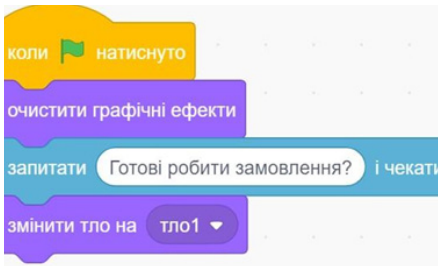 коли натиснуто
очистити графічні ефекти
запитати Готові робити замовлення? і чекати
змінити тло на тло1